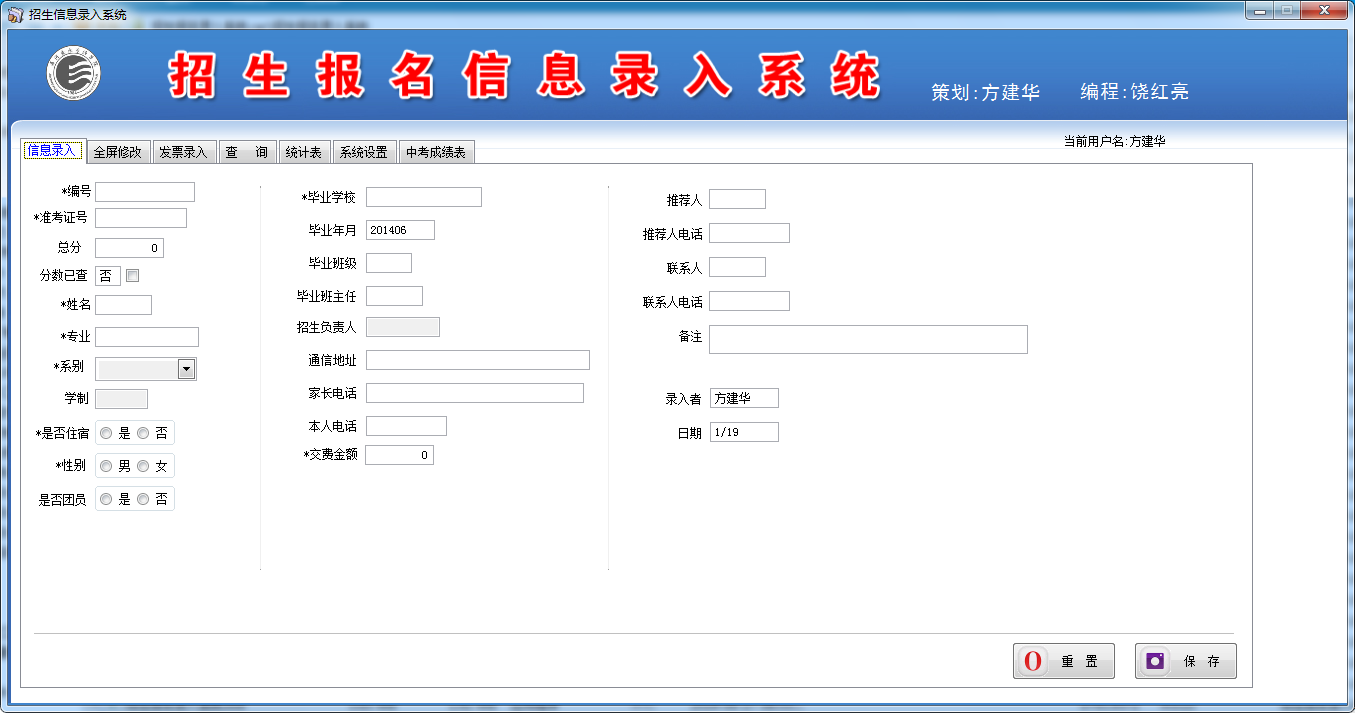 招生信息录入系统
招生报名信息录入系统
策划:方建华 编程:饶红亮
当前用户名:方建华
信息录入 全屏修改 发票录入 查 询 统计表 系统设置 中考成绩表
*编号
*准考证号
总分 0
分数已查 否
*姓名
*专业
*系别
学制
*是否住宿 是 否
*性别 男 女
是否团员 是 否
*毕业学校
毕业年月 201406
毕业班级
毕业班主任
招生负责人
通信地址
家长电话
本人电话
*交费金额 0
推荐人
推荐人电话
联系人
联系人电话
备注
录入者 方建华
日期 1/19
重 置 保 存